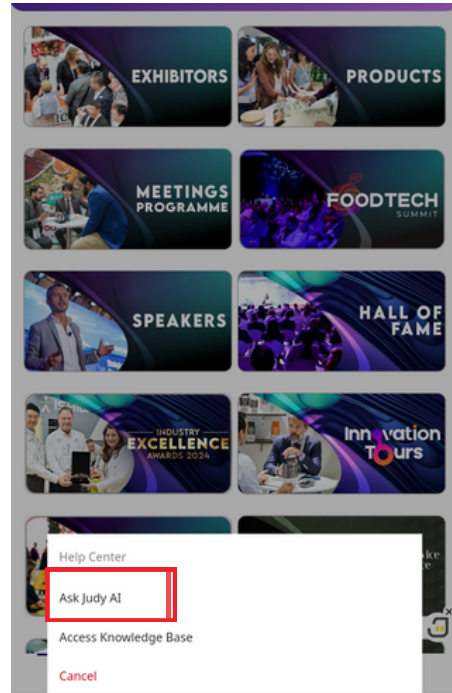 EXHIBITORS
PRODUCTS
MEETINGS
PROGRAMME
FOODTECH
SUMMIT
SPEAKERS
HALL OF
FAME
INDUSTRY
EXCELLENCE
AWARDS 2024
Innovation
Tours
Help Center
Ask Judy AI
Access Knowledge Base
Cancel